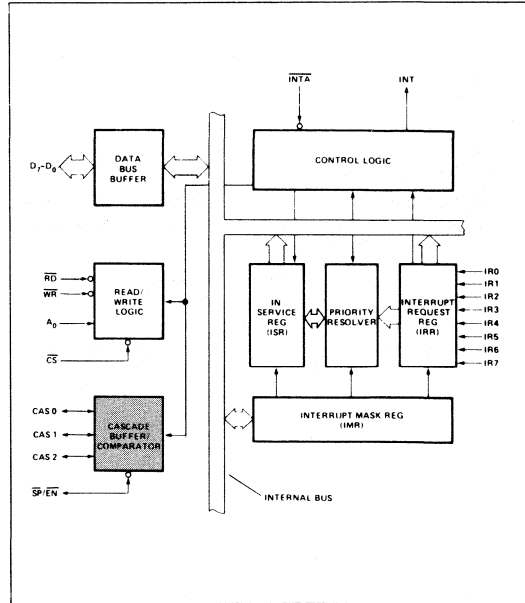 INTA
INT
D7-D0
DATA
BUS
BUFFER
CONTROL LOGIC
RD
WR
A0
CS
READ/
WRITE
LOGIC
IN
SERVICE
REG
(ISR)
PRIORITY
RESOLVER
INTERRUPT
REQUEST
REG
(IRR)
IR0
IR1
IR2
IR3
IR4
IR5
IR6
IR7
CAS 0
CAS 1
CAS 2
CASCADE
BUFFER/
COMPARATOR
INTERRUPT MASK REG
(IMR)
SP/EN
INTERNAL BUS